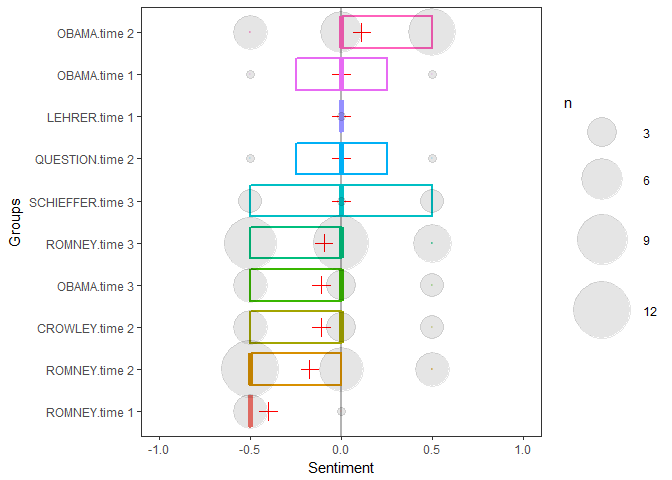 OBAMA.time 2
OBAMA.time 1
LEHRER.time 1
QUESTION.time 2
SCHIEFFER.time 3
ROMNEY.time 3
OBAMA.time 3
CROWLEY.time 2
ROMNEY.time 2
ROMNEY.time 1
Groups
-1.0 -0.5 0.0 0.5 1.0
Sentiment
n
3
6
9
12